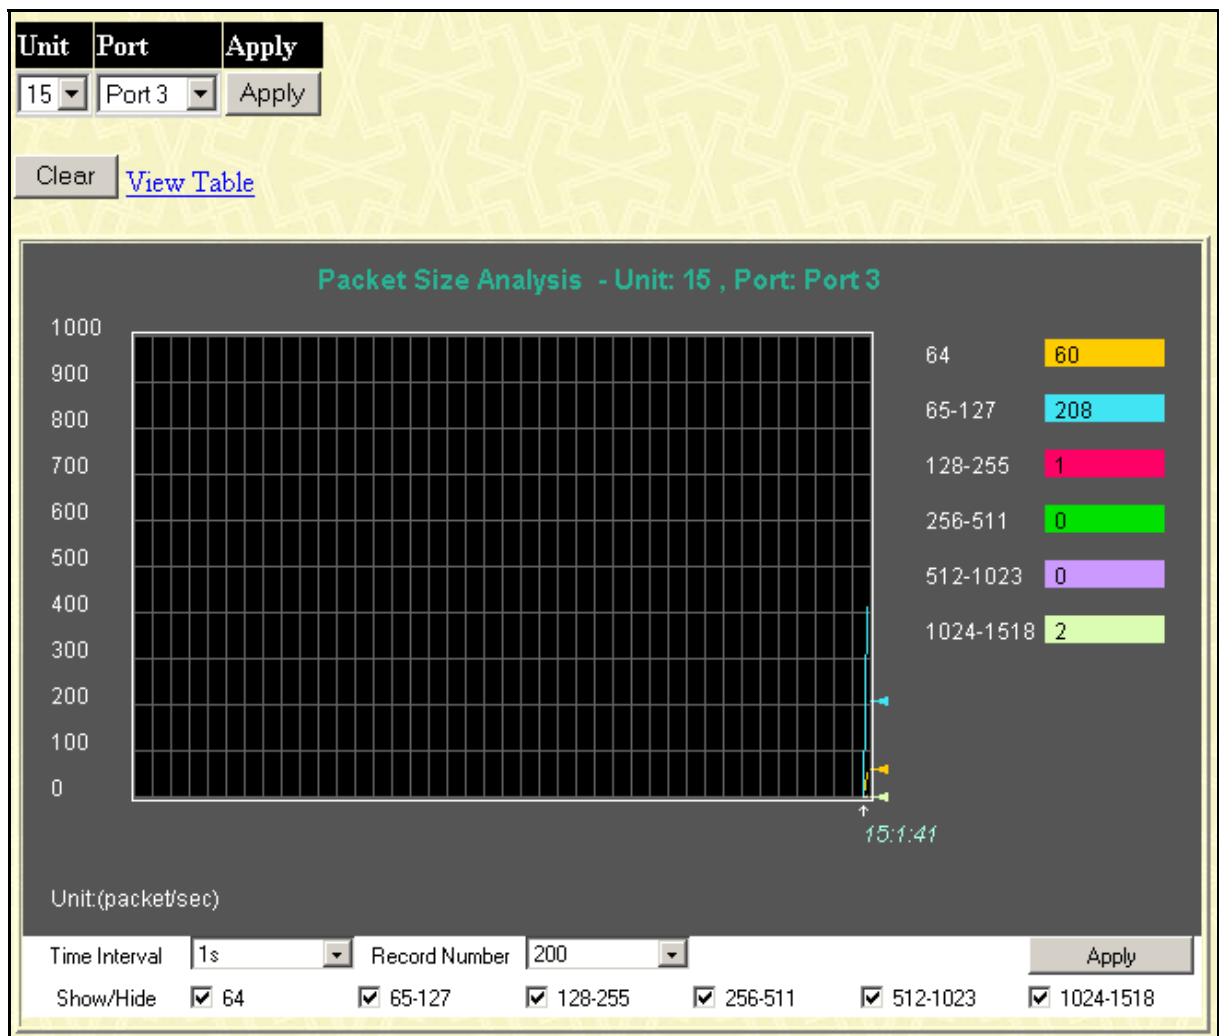 Unit Port Apply
15 Port 3 Apply
Clear View Table
Packet Size Analysis - Unit: 15 , Port: Port 3
1000
900
800
700
600
500
400
300
200
100
0
64 60
65-127 208
128-255 1
256-511 0
512-1023 0
1024-1518 2
15:1:41
Unit:(packet/sec)
Time Interval 1s Record Number 200 Apply
Show/Hide 64 65-127 128-255 256-511 512-1023 1024-1518